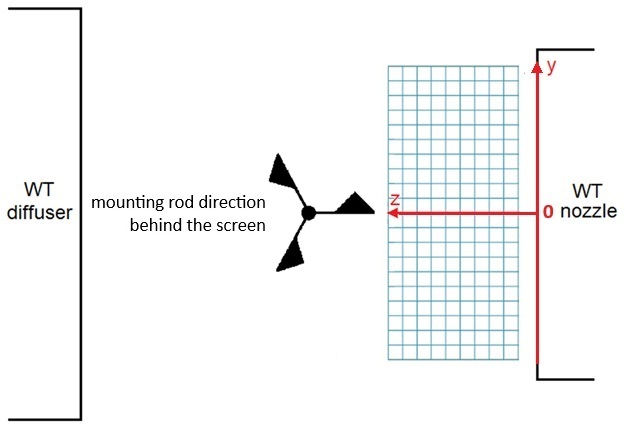 WT
diffuser
mounting rod direction
behind the screen
z
y
0
WT
nozzle